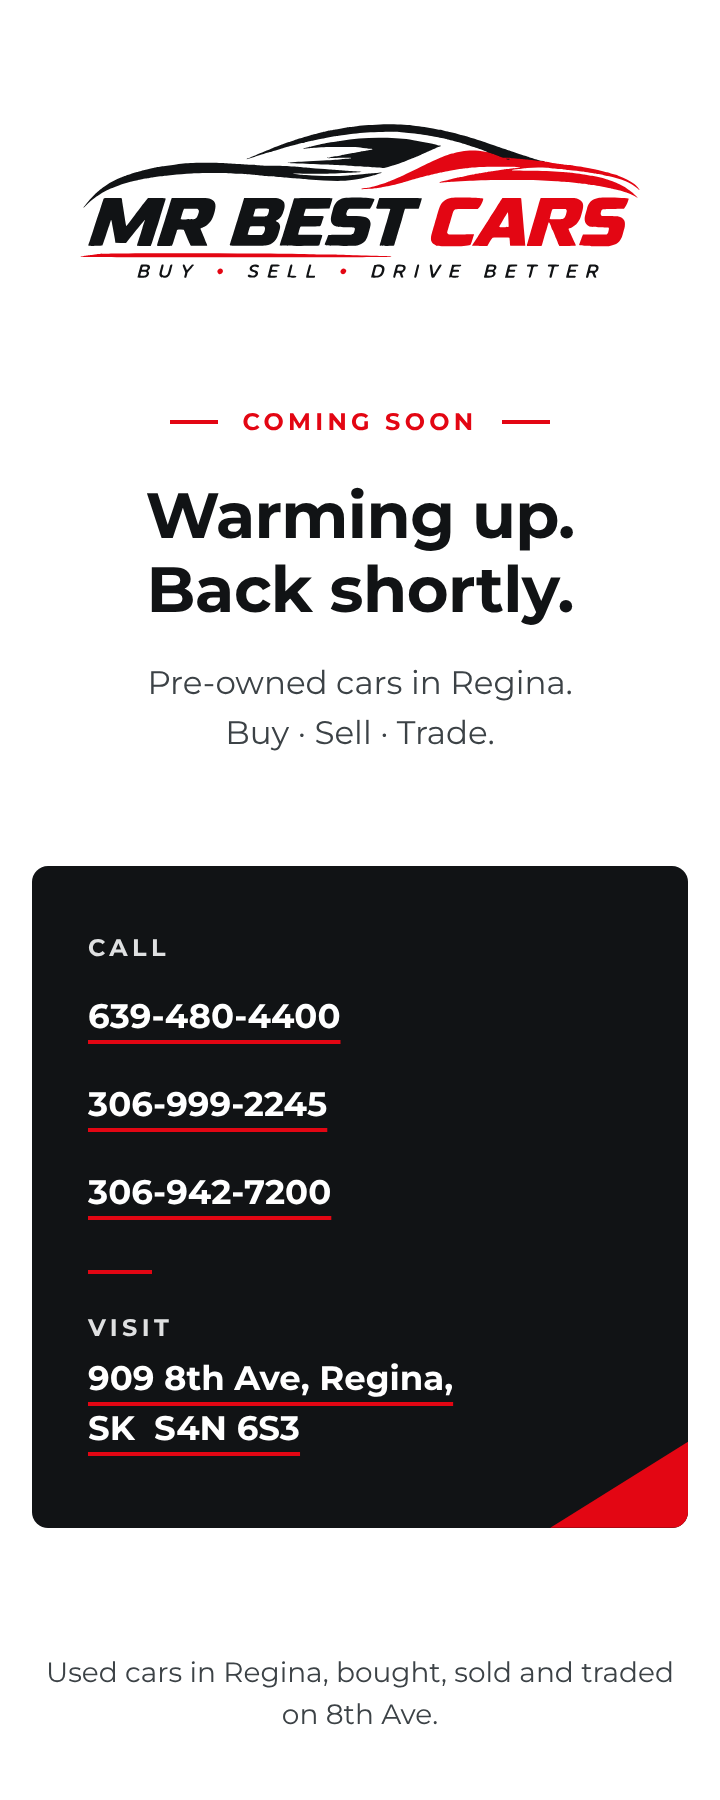 MR BEST CARS
BUY • SELL • DRIVE BETTER
COMING SOON
Warming up.
Back shortly.
Pre-owned cars in Regina.
Buy · Sell · Trade.
CALL
639-480-4400
306-999-2245
306-942-7200
VISIT
909 8th Ave, Regina,
SK  S4N 6S3
Used cars in Regina, bought, sold and traded
on 8th Ave.